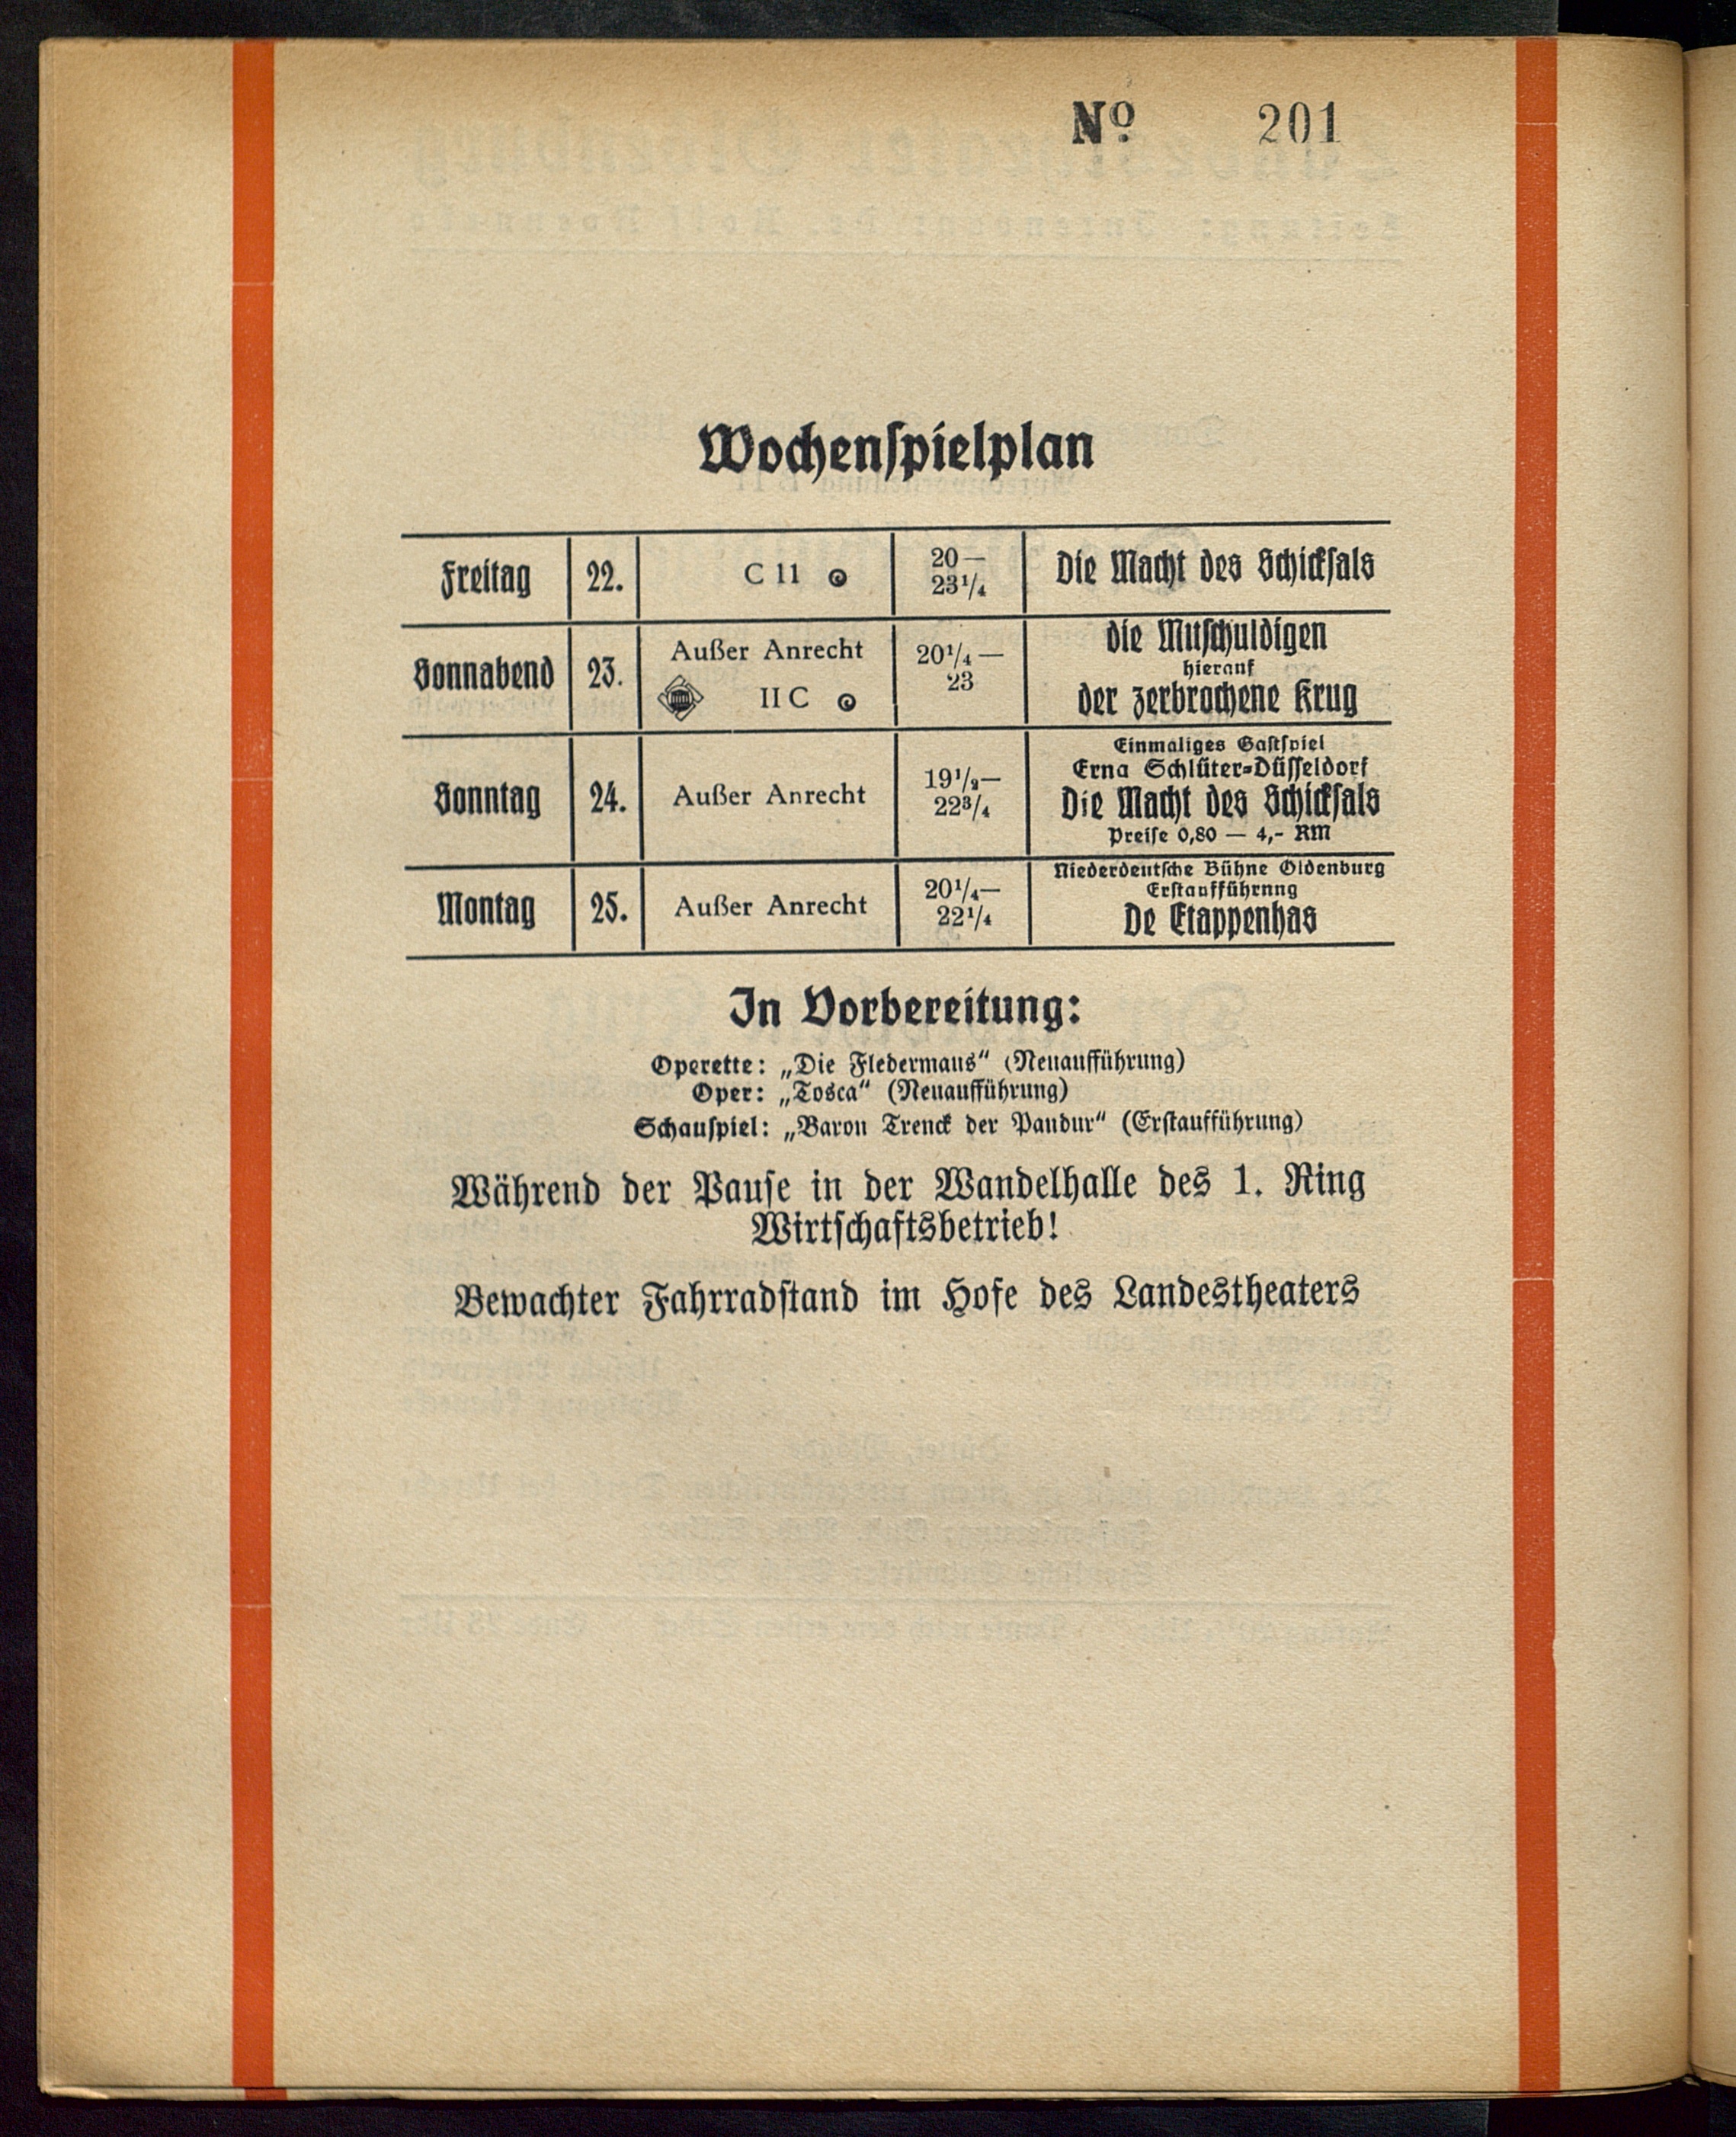 Nº 201
Wochenspielplan
Freitag 22. C 11 20— 23¹/₄ Die Macht des Schicksals
Sonnabend 23. Außer Anrecht II C 20¹/₄— 23 die Mitschuldigen
hierauf
der zerbrochene Krug
Sonntag 24. Außer Anrecht 19¹/₂— 22³/₄ Einmaliges Gastspiel
Erna Schlüter=Düsseldorf
Die Macht des Schicksals
Preise 0,80 — 4,- RM
Montag 25. Außer Anrecht 20¹/₄— 22¹/₄ Niederdeutsche Bühne Oldenburg
Erstaufführnng
De Etappenhas
In Vorbereitung:
Operette: „Die Fledermaus“ (Neuaufführung)
Oper: „Tosca“ (Neuaufführung)
Schauspiel: „Baron Trenck der Pandur“ (Erstaufführung)
Während der Pause in der Wandelhalle des 1. Ring
Wirtschaftsbetrieb!
Bewachter Fahrradstand im Hofe des Landestheaters